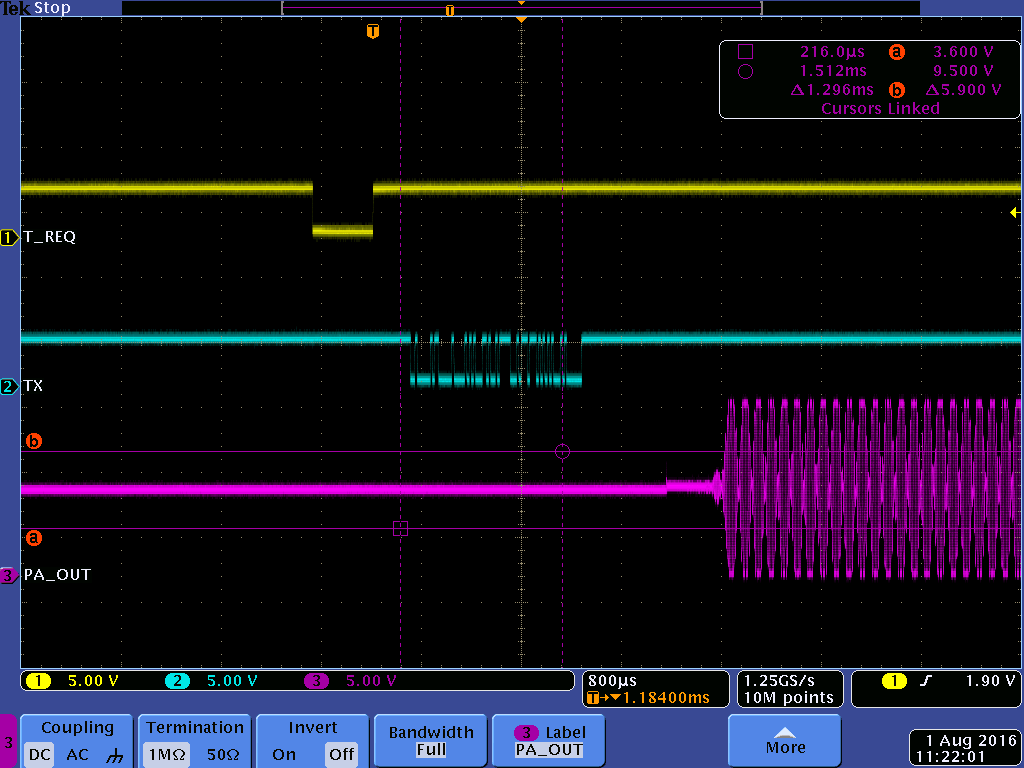 Tek Stop
T
T
216.0µs a 3.600 V
1.512ms 9.500 V
Δ1.296ms b Δ5.900 V
Cursors Linked
1 T_REQ
2 TX
b
a
3 PA_OUT
1 5.00 V 2 5.00 V 3 5.00 V
800µs
T→▼1.18400ms
1.25GS/s
10M points
1 1.90 V
3
Coupling
DC AC
Termination
1MΩ 50Ω
Invert
On Off
Bandwidth
Full
3 Label
PA_OUT
More
1 Aug 2016
11:22:01